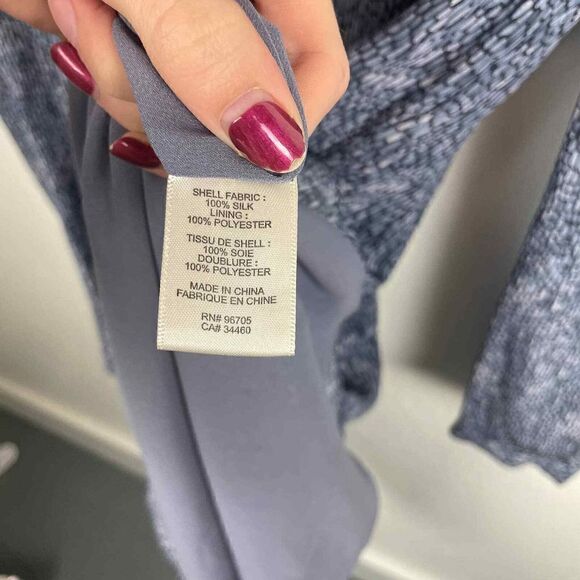 SHELL FABRIC :
100% SILK
LINING :
100% POLYESTER
TISSU DE SHELL :
100% SOIE
DOUBLURE :
100% POLYESTER
MADE IN CHINA
FABRIQUE EN CHINE
RN# 96705
CA# 34460